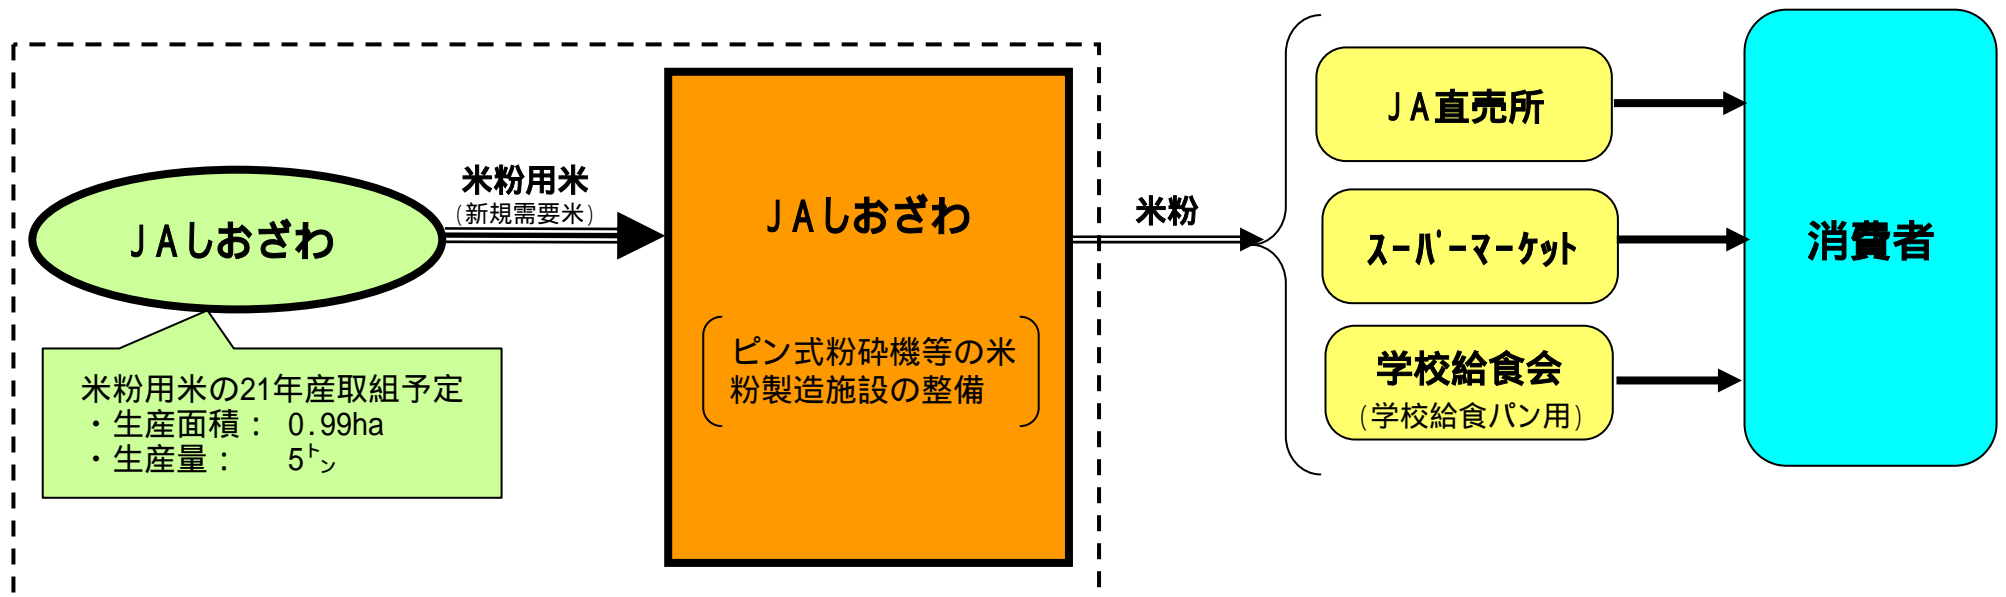 JAしおざわ
米粉用米の21年産取組予定
・生産面積： 0.99ha
・生産量： 5㌧
米粉用米
(新規需要米)
JAしおざわ
ピン式粉砕機等の米
粉製造施設の整備
米粉
JA直売所
ｽｰﾊﾟｰﾏｰｹｯﾄ
学校給食会
(学校給食パン用)
消費者